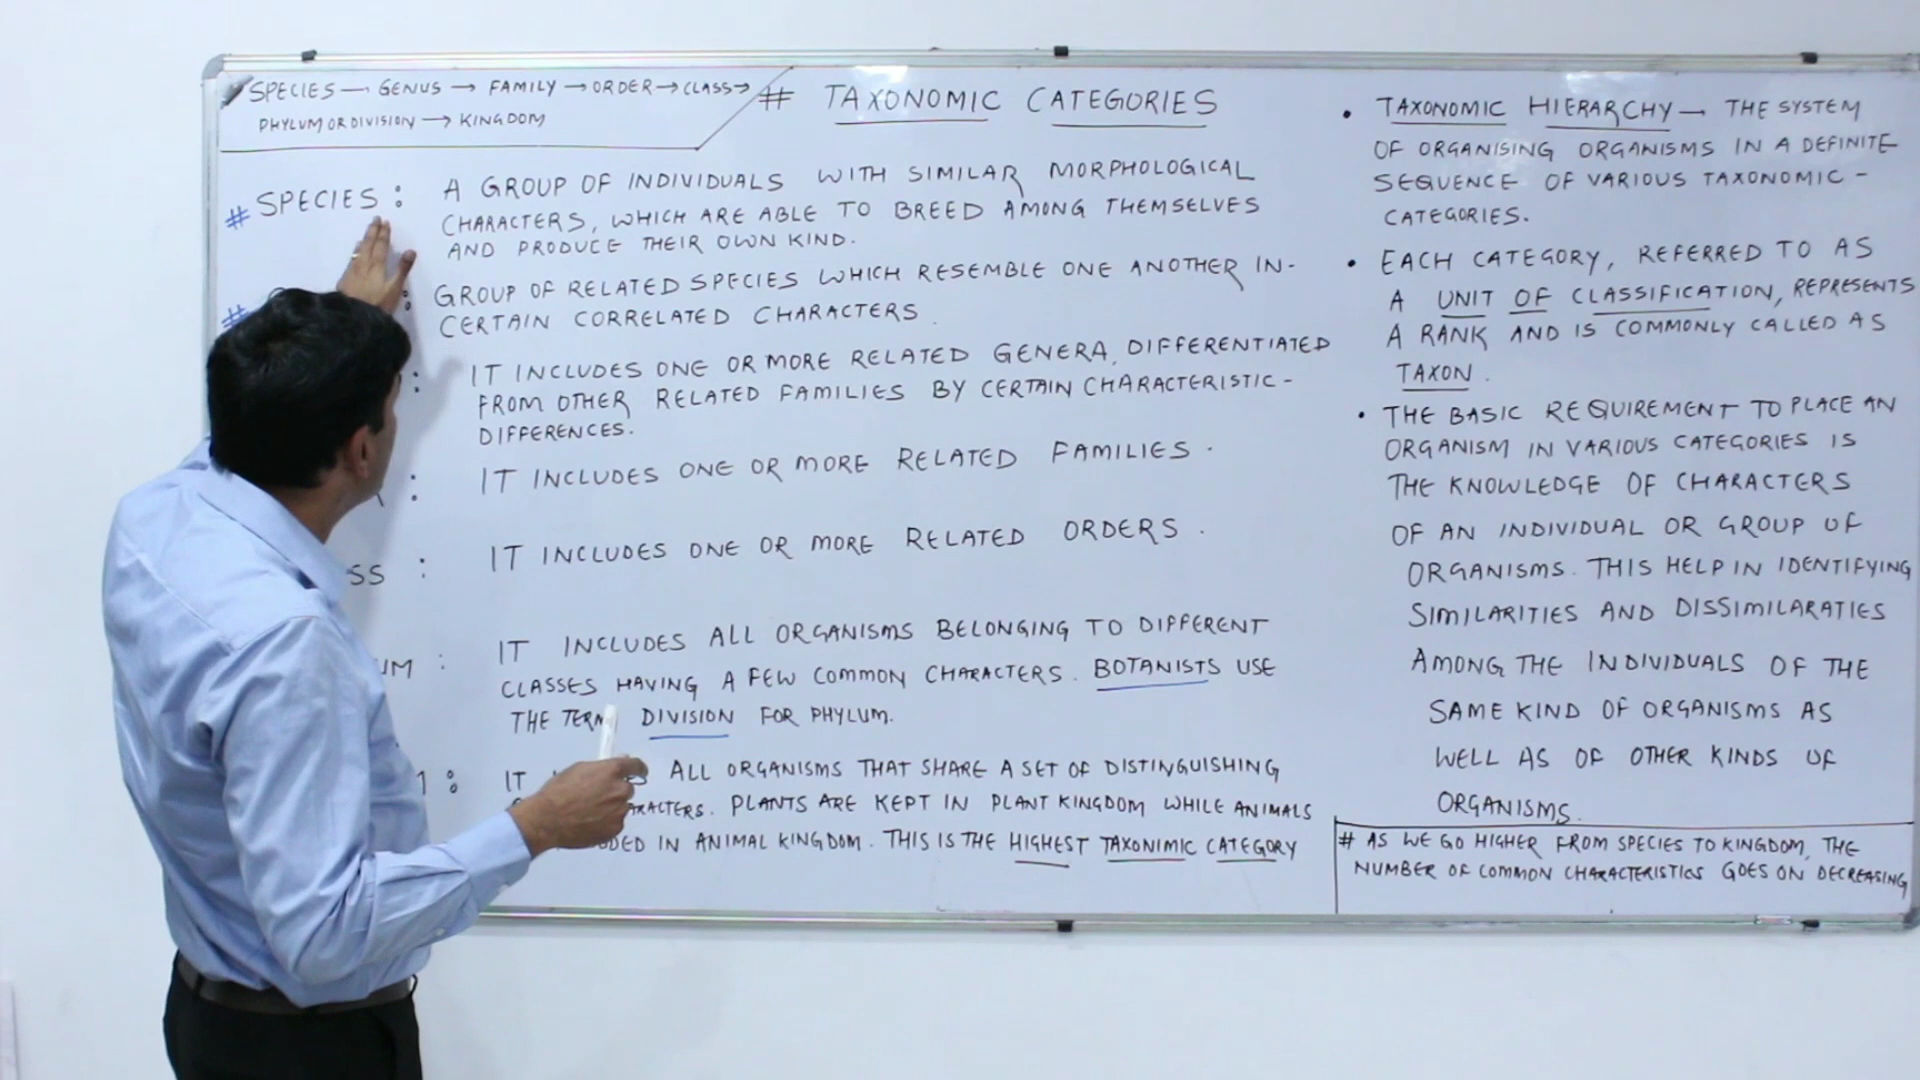 SPECIES → GENUS → FAMILY → ORDER → CLASS →
PHYLUM OR DIVISION → KINGDOM
# TAXONOMIC CATEGORIES
# SPECIES : A GROUP OF INDIVIDUALS WITH SIMILAR MORPHOLOGICAL
CHARACTERS, WHICH ARE ABLE TO BREED AMONG THEMSELVES
AND PRODUCE THEIR OWN KIND.
# : GROUP OF RELATED SPECIES WHICH RESEMBLE ONE ANOTHER IN-
CERTAIN CORRELATED CHARACTERS.
: IT INCLUDES ONE OR MORE RELATED GENERA, DIFFERENTIATED
FROM OTHER RELATED FAMILIES BY CERTAIN CHARACTERISTIC-
DIFFERENCES.
: IT INCLUDES ONE OR MORE RELATED FAMILIES.
SS : IT INCLUDES ONE OR MORE RELATED ORDERS.
UM : IT INCLUDES ALL ORGANISMS BELONGING TO DIFFERENT
CLASSES HAVING A FEW COMMON CHARACTERS. BOTANISTS USE
THE TERM DIVISION FOR PHYLUM.
: IT ALL ORGANISMS THAT SHARE A SET OF DISTINGUISHING
PLANTS ARE KEPT IN PLANT KINGDOM WHILE ANIMALS
IN ANIMAL KINGDOM. THIS IS THE HIGHEST TAXONIMIC CATEGORY
• TAXONOMIC HIERARCHY – THE SYSTEM
OF ORGANISING ORGANISMS IN A DEFINITE
SEQUENCE OF VARIOUS TAXONOMIC -
CATEGORIES.
• EACH CATEGORY, REFERRED TO AS
A UNIT OF CLASSIFICATION, REPRESENTS
A RANK AND IS COMMONLY CALLED AS
TAXON.
• THE BASIC REQUIREMENT TO PLACE AN
ORGANISM IN VARIOUS CATEGORIES IS
THE KNOWLEDGE OF CHARACTERS
OF AN INDIVIDUAL OR GROUP OF
ORGANISMS. THIS HELP IN IDENTIFYING
SIMILARITIES AND DISSIMILARATIES
AMONG THE INDIVIDUALS OF THE
SAME KIND OF ORGANISMS AS
WELL AS OF OTHER KINDS OF
ORGANISMS.
# AS WE GO HIGHER FROM SPECIES TO KINGDOM, THE
NUMBER OF COMMON CHARACTERISTICS GOES ON DECREASING